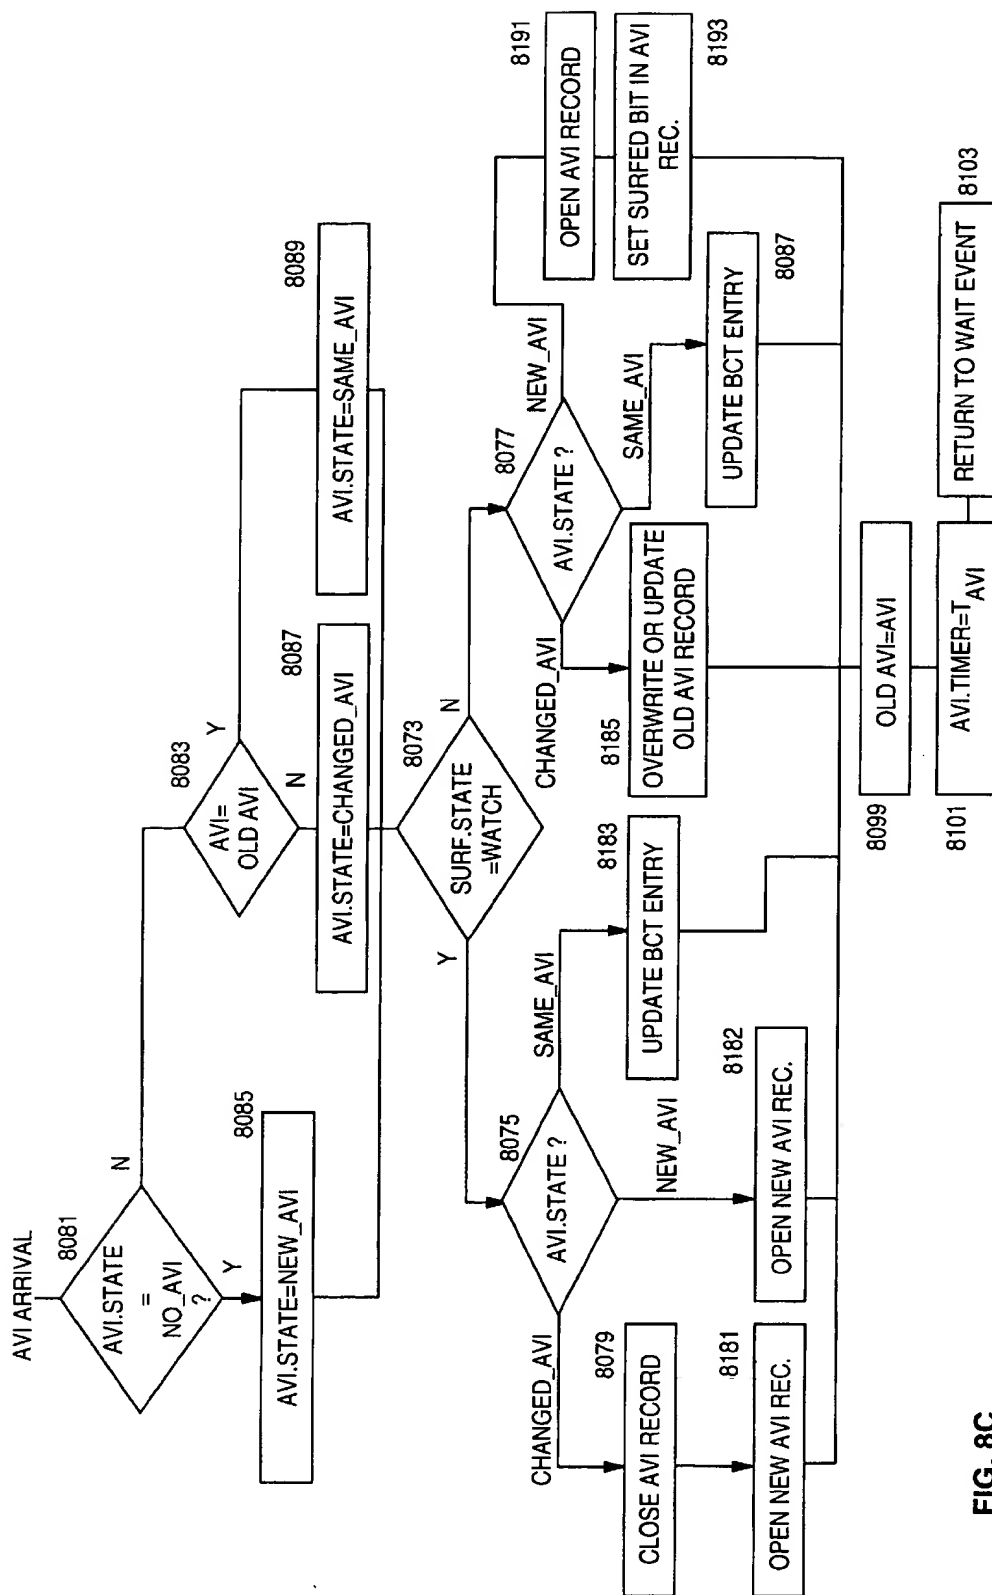 AVI ARRIVAL
8081
AVI.STATE
=
NO_AVI
?
N
Y
8083
AVI=
OLD AVI
Y
N
8085
AVI.STATE=NEW_AVI
8087
AVI.STATE=CHANGED_AVI
8089
AVI.STATE=SAME_AVI
8073
SURF.STATE
=WATCH
Y
N
8075
AVI.STATE ?
CHANGED_AVI
NEW_AVI
SAME_AVI
8077
AVI.STATE ?
CHANGED_AVI
SAME_AVI
NEW_AVI
8079
CLOSE AVI RECORD
8181
OPEN NEW AVI REC.
8182
OPEN NEW AVI REC.
8183
UPDATE BCT ENTRY
8185
OVERWRITE OR UPDATE
OLD AVI RECORD
UPDATE BCT ENTRY
8087
8191
OPEN AVI RECORD
SET SURFED BIT IN AVI
REC.
8193
8099
OLD AVI=AVI
8101
AVI.TIMER=TAVI
RETURN TO WAIT EVENT
8103
FIG. 8C